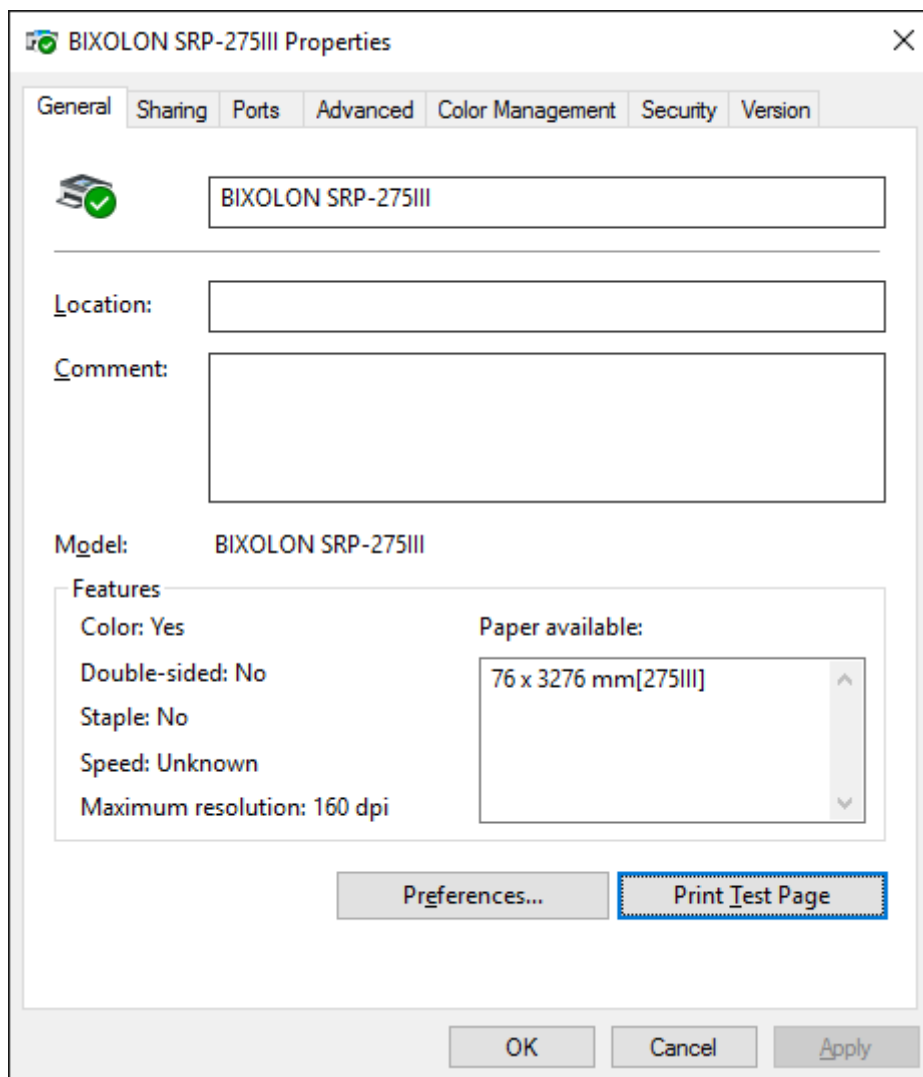 BIXOLON SRP-275III Properties
General Sharing Ports Advanced Color Management Security Version
BIXOLON SRP-275III
Location:
Comment:
Model: BIXOLON SRP-275III
Features
Color: Yes
Double-sided: No
Staple: No
Speed: Unknown
Maximum resolution: 160 dpi
Paper available:
76 x 3276 mm[275III]
Preferences... Print Test Page
OK Cancel Apply